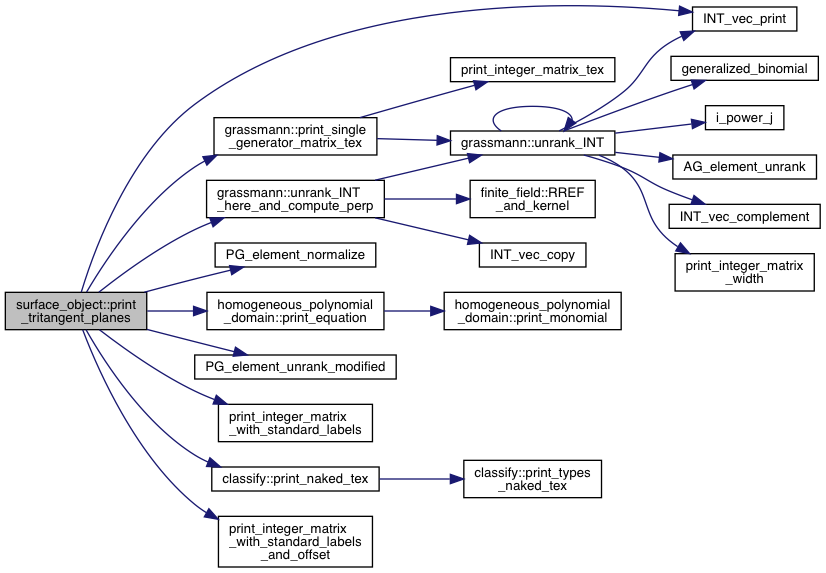 surface_object::print
_tritangent_planes
INT_vec_print
grassmann::print_single
_generator_matrix_tex
print_integer_matrix_tex
grassmann::unrank_INT
generalized_binomial
i_power_j
AG_element_unrank
INT_vec_complement
print_integer_matrix
_width
grassmann::unrank_INT
_here_and_compute_perp
finite_field::RREF
_and_kernel
INT_vec_copy
PG_element_normalize
homogeneous_polynomial
_domain::print_equation
homogeneous_polynomial
_domain::print_monomial
PG_element_unrank_modified
print_integer_matrix
_with_standard_labels
classify::print_naked_tex
classify::print_types
_naked_tex
print_integer_matrix
_with_standard_labels
_and_offset